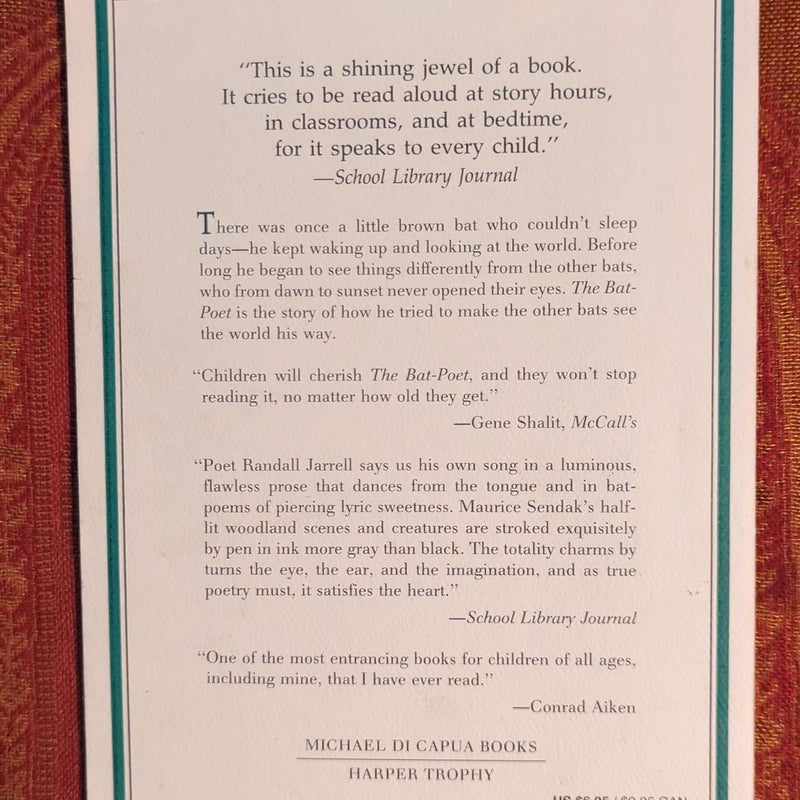 "This is a shining jewel of a book.
It cries to be read aloud at story hours,
in classrooms, and at bedtime,
for it speaks to every child."
—School Library Journal
There was once a little brown bat who couldn't sleep
days—he kept waking up and looking at the world. Before
long he began to see things differently from the other bats,
who from dawn to sunset never opened their eyes. The Bat-
Poet is the story of how he tried to make the other bats see
the world his way.
"Children will cherish The Bat-Poet, and they won't stop
reading it, no matter how old they get."
—Gene Shalit, McCall's
"Poet Randall Jarrell says us his own song in a luminous,
flawless prose that dances from the tongue and in bat-
poems of piercing lyric sweetness. Maurice Sendak's half-
lit woodland scenes and creatures are stroked exquisitely
by pen in ink more gray than black. The totality charms by
turns the eye, the ear, and the imagination, and as true
poetry must, it satisfies the heart."
—School Library Journal
"One of the most entrancing books for children of all ages,
including mine, that I have ever read."
—Conrad Aiken
MICHAEL DI CAPUA BOOKS
HARPER TROPHY